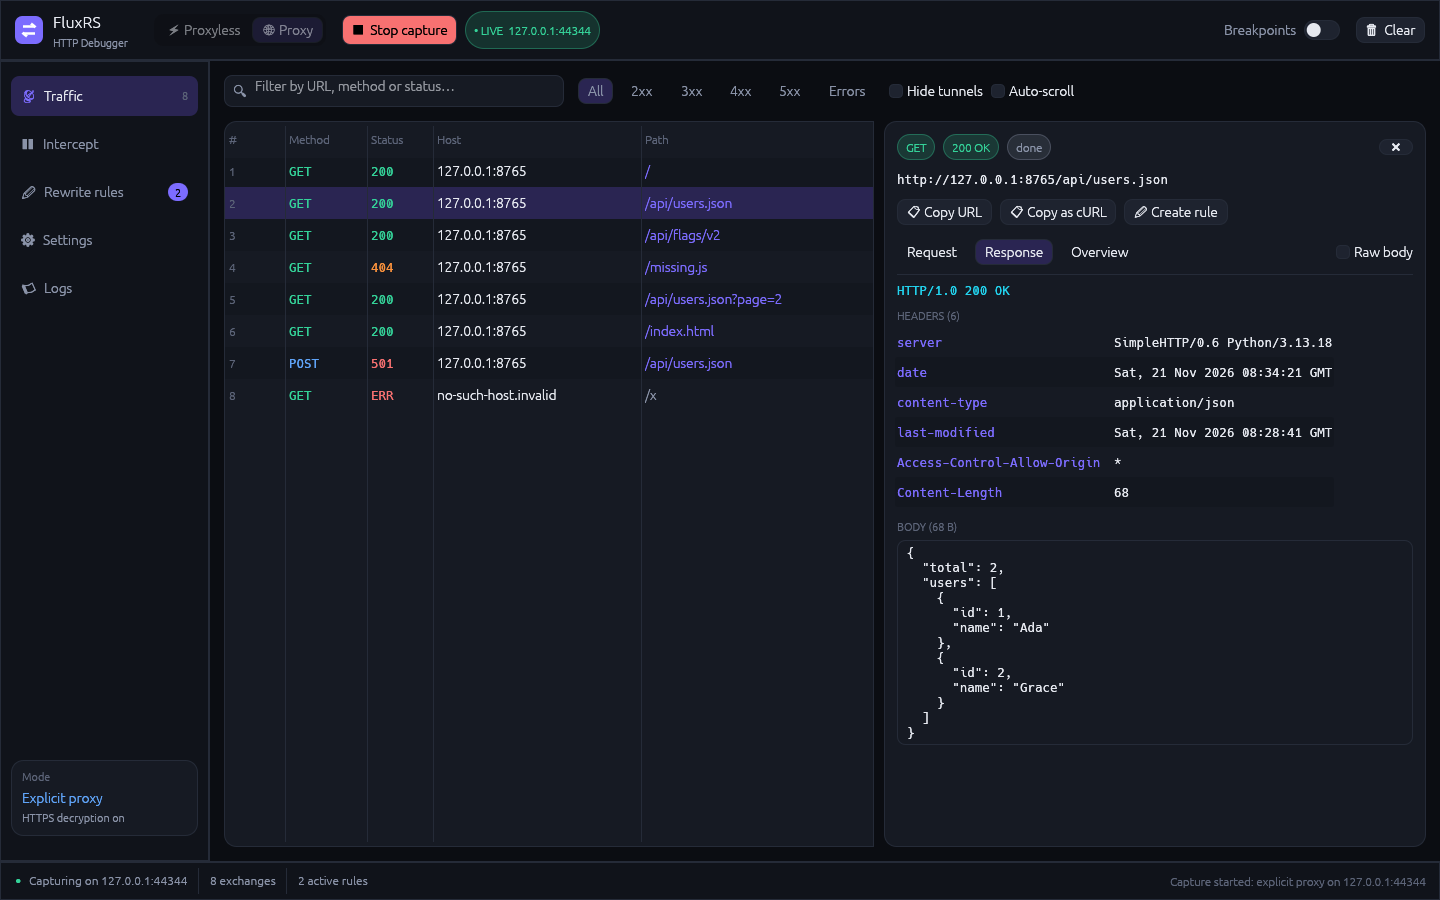 FluxRS
HTTP Debugger
Proxyless
Proxy
Stop capture
• LIVE 127.0.0.1:44344
Breakpoints
Clear
Traffic
8
Intercept
Rewrite rules
2
Settings
Logs
Mode
Explicit proxy
HTTPS decryption on
Filter by URL, method or status...
All 2xx 3xx 4xx 5xx Errors
Hide tunnels
Auto-scroll
# Method Status Host Path
1 GET 200 127.0.0.1:8765 /
2 GET 200 127.0.0.1:8765 /api/users.json
3 GET 200 127.0.0.1:8765 /api/flags/v2
4 GET 404 127.0.0.1:8765 /missing.js
5 GET 200 127.0.0.1:8765 /api/users.json?page=2
6 GET 200 127.0.0.1:8765 /index.html
7 POST 501 127.0.0.1:8765 /api/users.json
8 GET ERR no-such-host.invalid /x
GET 200 OK done
http://127.0.0.1:8765/api/users.json
Copy URL
Copy as cURL
Create rule
Request Response Overview
Raw body
HTTP/1.0 200 OK
HEADERS (6)
server SimpleHTTP/0.6 Python/3.13.18
date Sat, 21 Nov 2026 08:34:21 GMT
content-type application/json
last-modified Sat, 21 Nov 2026 08:28:41 GMT
Access-Control-Allow-Origin *
Content-Length 68
BODY (68 B)
{
"total": 2,
"users": [
{
"id": 1,
"name": "Ada"
},
{
"id": 2,
"name": "Grace"
}
]
}
• Capturing on 127.0.0.1:44344
8 exchanges
2 active rules
Capture started: explicit proxy on 127.0.0.1:44344